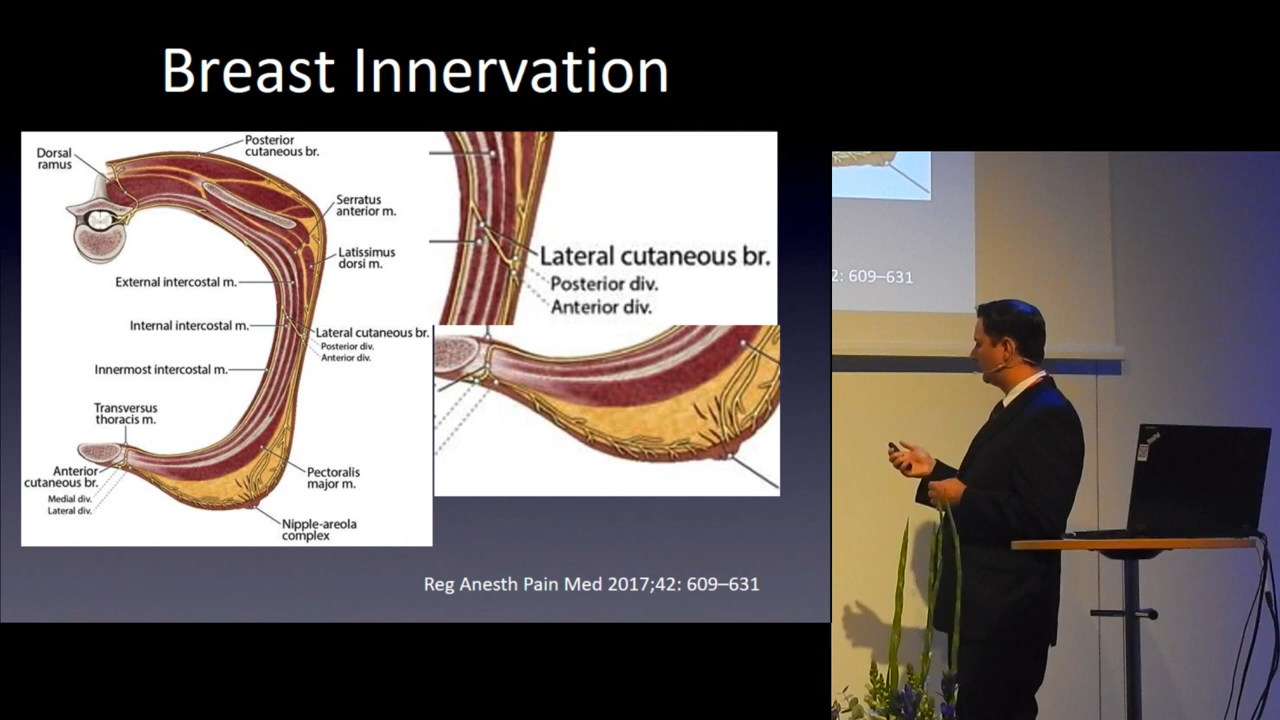 Breast Innervation
Dorsal
ramus
Posterior
cutaneous br.
Serratus
anterior m.
Latissimus
dorsi m.
External intercostal m.
Internal intercostal m.
Lateral cutaneous br.
Posterior div.
Anterior div.
Innermost intercostal m.
Transversus
thoracis m.
Anterior
cutaneous br.
Medial div.
Lateral div.
Pectoralis
major m.
Nipple-areola
complex
Lateral cutaneous br.
Posterior div.
Anterior div.
Reg Anesth Pain Med 2017;42: 609–631
2: 609–631